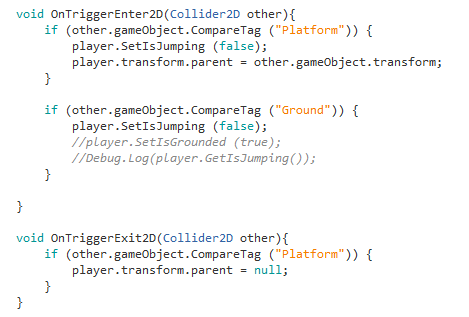 void OnTriggerEnter2D(Collider2D other){
if (other.gameObject.CompareTag ("Platform")) {
player.SetIsJumping (false);
player.transform.parent = other.gameObject.transform;
}
if (other.gameObject.CompareTag ("Ground")) {
player.SetIsJumping (false);
//player.SetIsGrounded (true);
//Debug.Log(player.GetIsJumping());
}
}
void OnTriggerExit2D(Collider2D other){
if (other.gameObject.CompareTag ("Platform")) {
player.transform.parent = null;
}
}